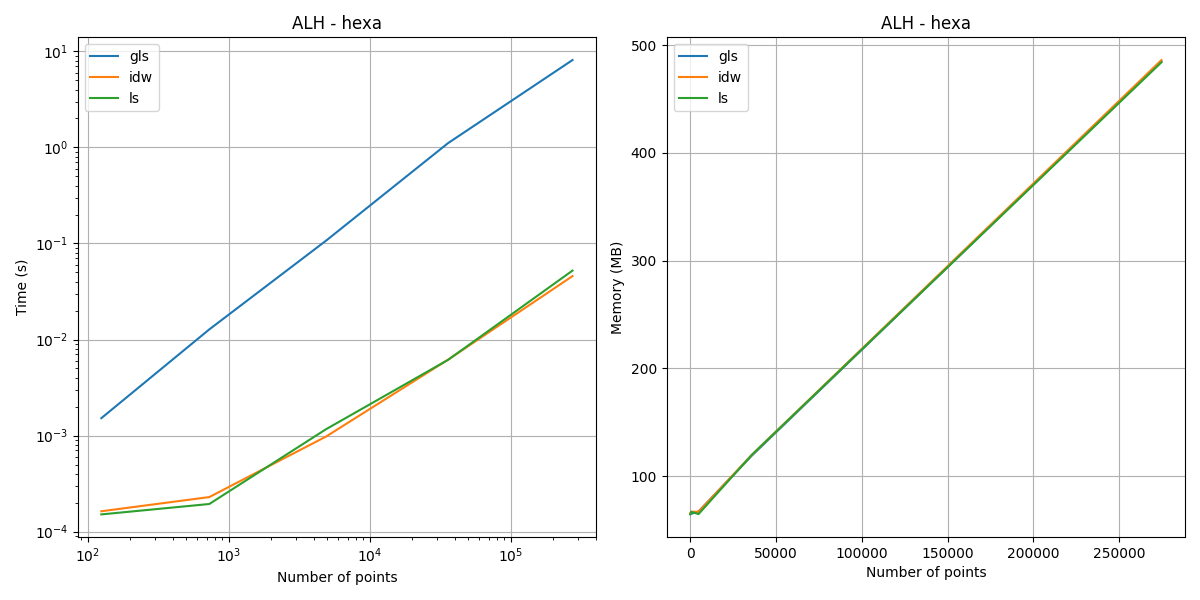 ALH - hexa
gls
idw
ls
10¹
10⁰
10⁻¹
10⁻²
10⁻³
10⁻⁴
Time (s)
10²
10³
10⁴
10⁵
Number of points
ALH - hexa
gls
idw
ls
500
400
300
200
100
Memory (MB)
0
50000
100000
150000
200000
250000
Number of points